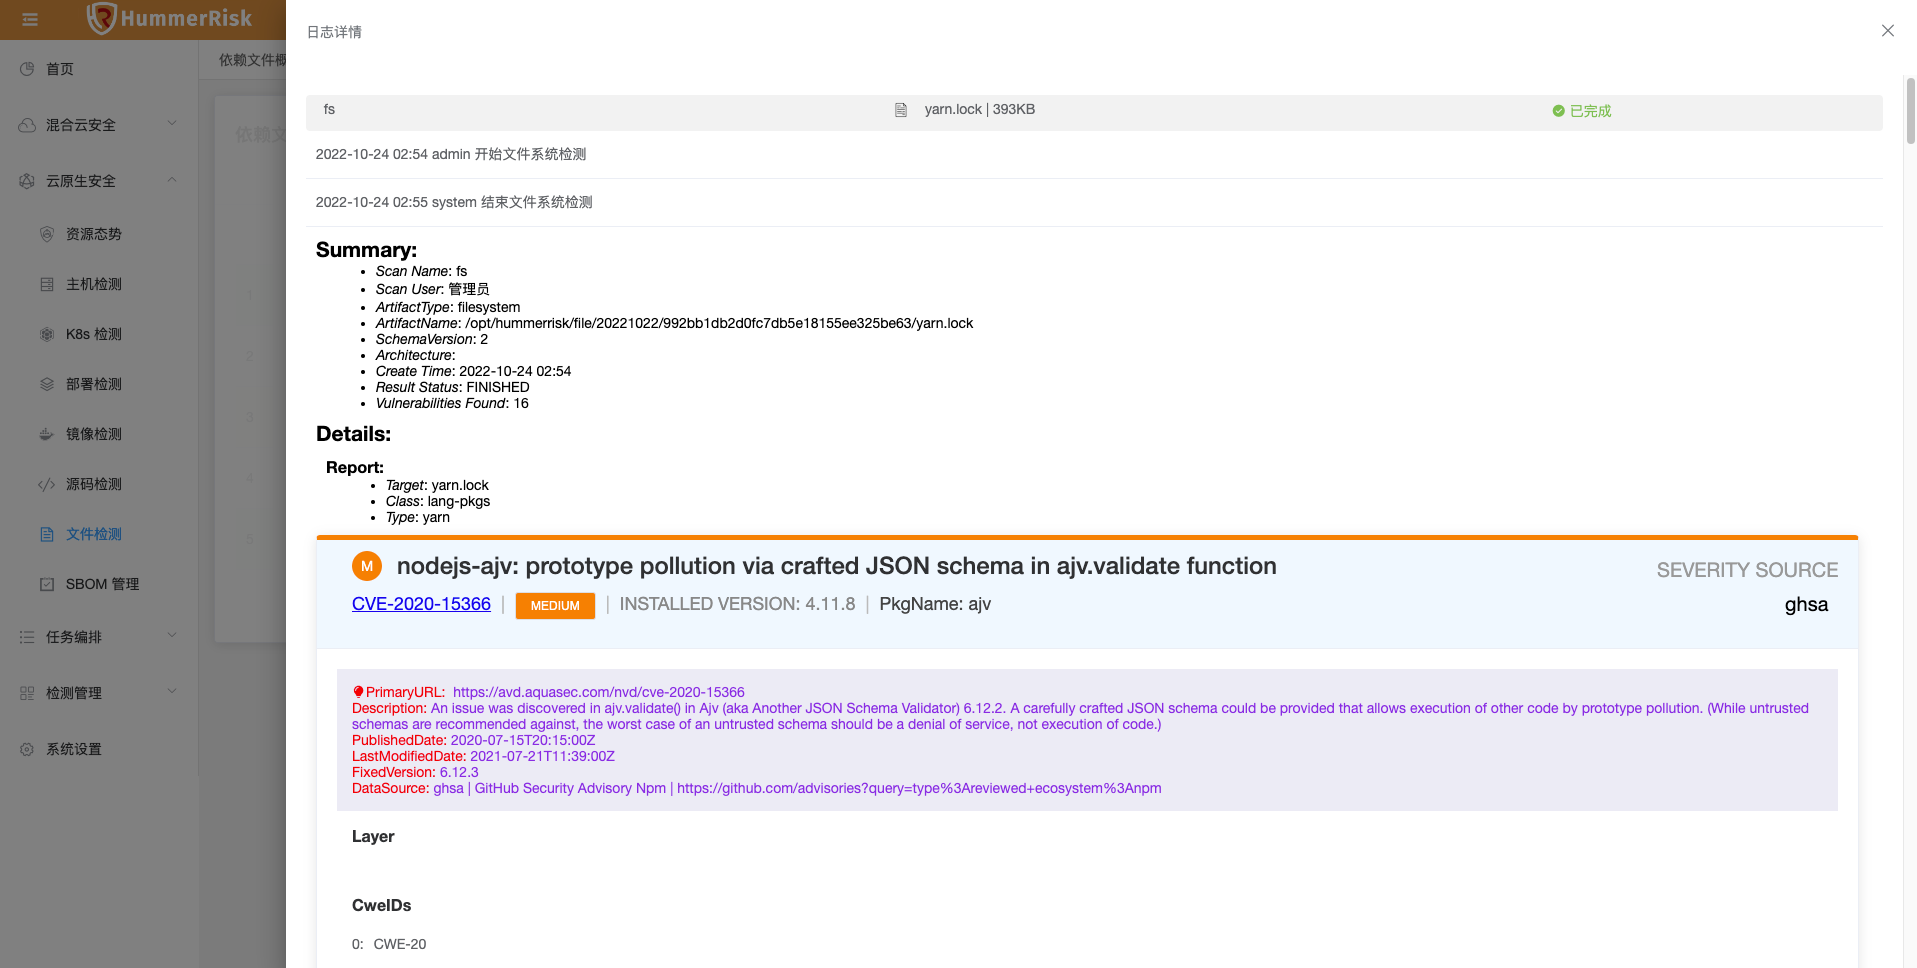 HummerRisk
首页
混合云安全
云原生安全
资源态势
主机检测
K8s 检测
部署检测
镜像检测
源码检测
文件检测
SBOM 管理
任务编排
检测管理
系统设置
依赖文件概
依赖文
1
2
3
4
5
日志详情
fs
yarn.lock | 393KB
已完成
2022-10-24 02:54 admin 开始文件系统检测
2022-10-24 02:55 system 结束文件系统检测
Summary:
• Scan Name: fs
• Scan User: 管理员
• ArtifactType: filesystem
• ArtifactName: /opt/hummerrisk/file/20221022/992bb1db2d0fc7db5e18155ee325be63/yarn.lock
• SchemaVersion: 2
• Architecture:
• Create Time: 2022-10-24 02:54
• Result Status: FINISHED
• Vulnerabilities Found: 16
Details:
Report:
• Target: yarn.lock
• Class: lang-pkgs
• Type: yarn
M nodejs-ajv: prototype pollution via crafted JSON schema in ajv.validate function
SEVERITY SOURCE
CVE-2020-15366 | MEDIUM | INSTALLED VERSION: 4.11.8 | PkgName: ajv
ghsa
PrimaryURL: https://avd.aquasec.com/nvd/cve-2020-15366
Description: An issue was discovered in ajv.validate() in Ajv (aka Another JSON Schema Validator) 6.12.2. A carefully crafted JSON schema could be provided that allows execution of other code by prototype pollution. (While untrusted
schemas are recommended against, the worst case of an untrusted schema should be a denial of service, not execution of code.)
PublishedDate: 2020-07-15T20:15:00Z
LastModifiedDate: 2021-07-21T11:39:00Z
FixedVersion: 6.12.3
DataSource: ghsa | GitHub Security Advisory Npm | https://github.com/advisories?query=type%3Areviewed+ecosystem%3Anpm
Layer
CweIDs
0: CWE-20